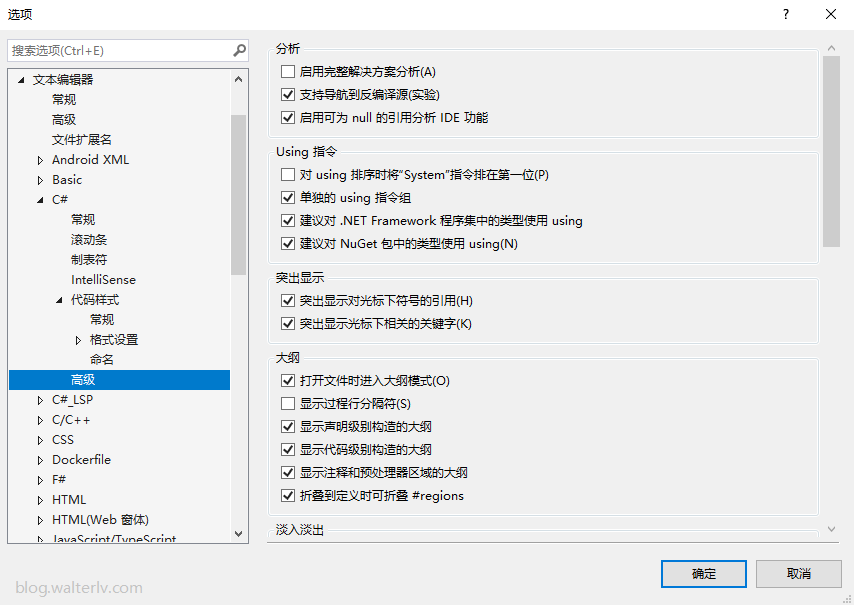 选项
?
搜索选项(Ctrl+E)
文本编辑器
常规
高级
文件扩展名
Android XML
Basic
C#
常规
滚动条
制表符
IntelliSense
代码样式
常规
格式设置
命名
高级
C#_LSP
C/C++
CSS
Dockerfile
F#
HTML
HTML(Web 窗体)
JavaScript/TypeScript
分析
启用完整解决方案分析(A)
支持导航到反编译源(实验)
启用可为 null 的引用分析 IDE 功能
Using 指令
对 using 排序时将"System"指令排在第一位(P)
单独的 using 指令组
建议对 .NET Framework 程序集中的类型使用 using
建议对 NuGet 包中的类型使用 using(N)
突出显示
突出显示对光标下符号的引用(H)
突出显示光标下相关的关键字(K)
大纲
打开文件时进入大纲模式(O)
显示过程行分隔符(S)
显示声明级别构造的大纲
显示代码级别构造的大纲
显示注释和预处理器区域的大纲
折叠到定义时可折叠 #regions
淡入淡出
确定
取消
blog.walterlv.com